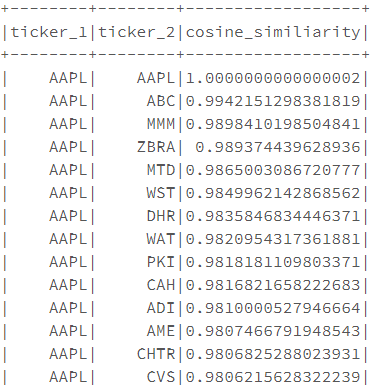 +--------+--------+------------------+
|ticker_1|ticker_2|cosine_similiarity|
+--------+--------+------------------+
|    AAPL|    AAPL|1.0000000000000002|
|    AAPL|     ABC|0.9942151298381819|
|    AAPL|     MMM|0.9898410198504841|
|    AAPL|    ZBRA| 0.989374439628936|
|    AAPL|     MTD|0.9865003086720777|
|    AAPL|     WST|0.9849962142868562|
|    AAPL|     DHR|0.9835846834446371|
|    AAPL|     WAT|0.9820954317361881|
|    AAPL|     PKI|0.9818181109803371|
|    AAPL|     CAH|0.9816821658222683|
|    AAPL|     ADI|0.9810000527946664|
|    AAPL|     AME|0.9807466791948543|
|    AAPL|    CHTR|0.9806825288023931|
|    AAPL|     CVS|0.9806215628322239|